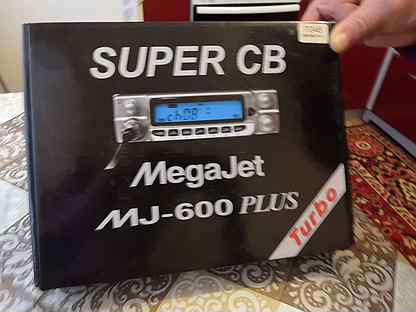 SUPER CB
MegaJet
MJ-600 PLUS
Turbo